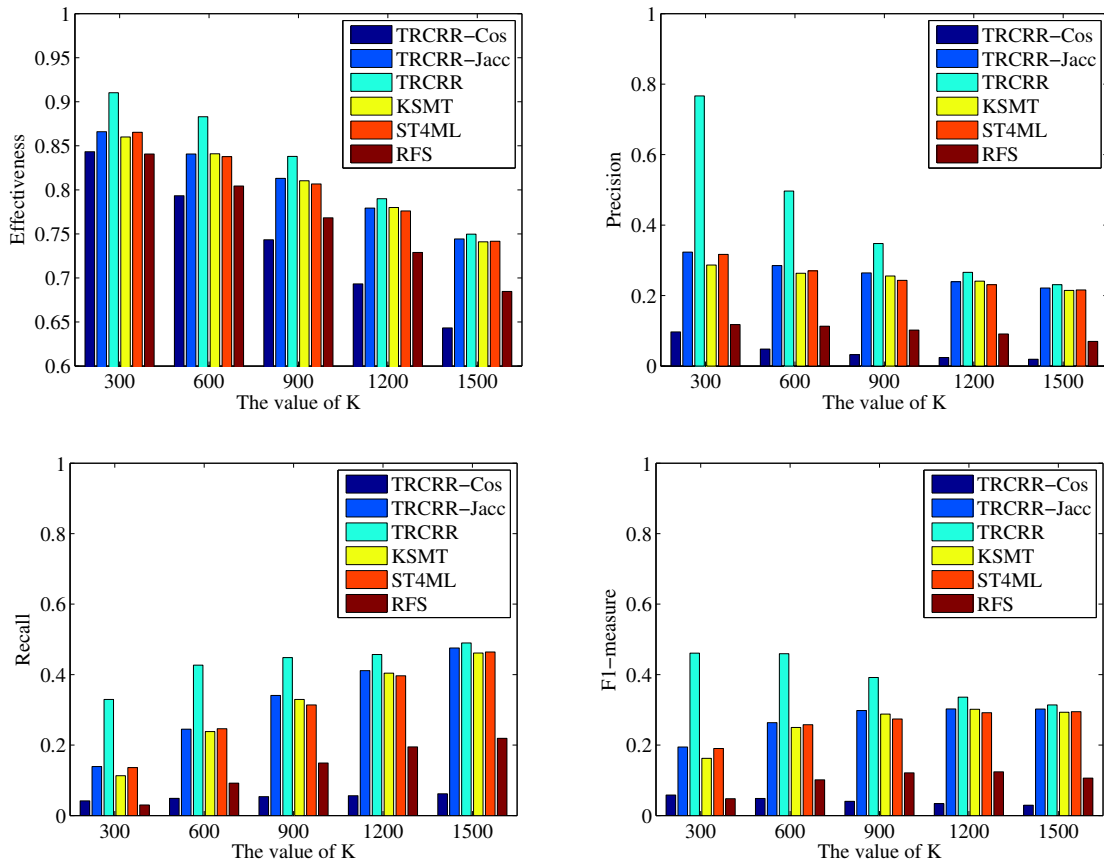 1
0.95
0.9
0.85
0.8
0.75
0.7
0.65
0.6
Effectiveness
300 600 900 1200 1500
The value of K
TRCRR−Cos
TRCRR−Jacc
TRCRR
KSMT
ST4ML
RFS
1
0.8
0.6
0.4
0.2
0
Precision
300 600 900 1200 1500
The value of K
TRCRR−Cos
TRCRR−Jacc
TRCRR
KSMT
ST4ML
RFS
1
0.8
0.6
0.4
0.2
0
Recall
300 600 900 1200 1500
The value of K
TRCRR−Cos
TRCRR−Jacc
TRCRR
KSMT
ST4ML
RFS
1
0.8
0.6
0.4
0.2
0
F1−measure
300 600 900 1200 1500
The value of K
TRCRR−Cos
TRCRR−Jacc
TRCRR
KSMT
ST4ML
RFS